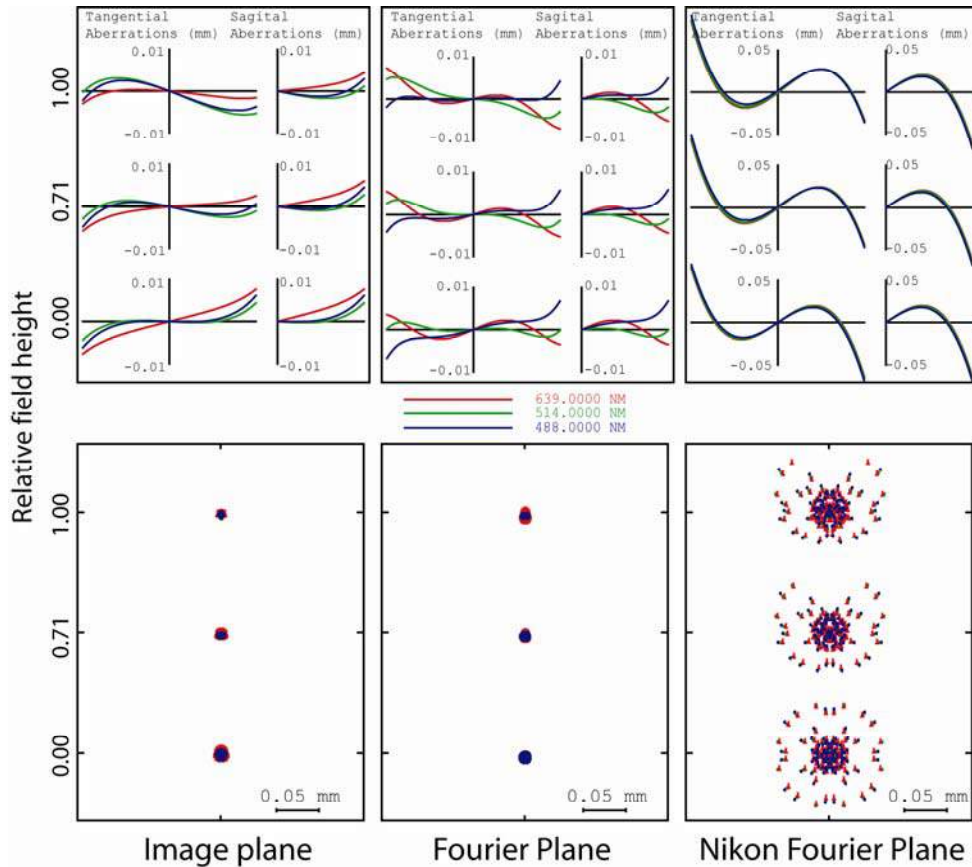 Tangential Sagital
Aberrations (mm) Aberrations (mm)
Tangential Sagital
Aberrations (mm) Aberrations (mm)
Tangential Sagital
Aberrations (mm) Aberrations (mm)
Relative field height
1.00
0.01 0.01 0.01 0.01 0.05 0.05
-0.01 -0.01 -0.01 -0.01 -0.05 -0.05
0.71
0.01 0.01 0.01 0.01 0.05 0.05
-0.01 -0.01 -0.01 -0.01 -0.05 -0.05
0.00
0.01 0.01 0.01 0.01 0.05 0.05
-0.01 -0.01 -0.01 -0.01 -0.05 -0.05
639.0000 NM
514.0000 NM
488.0000 NM
1.00
0.71
0.00
0.05 mm 0.05 mm 0.05 mm
Image plane Fourier Plane Nikon Fourier Plane